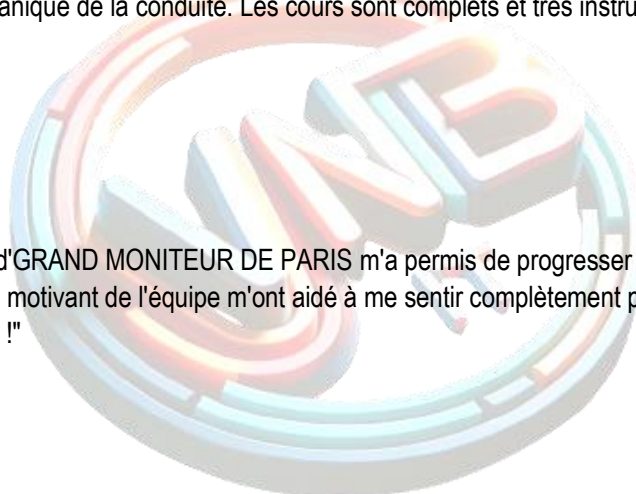 anique de la conduite. Les cours sont complets et très instru
VNB
d'GRAND MONITEUR DE PARIS m'a permis de progresser
motivant de l'équipe m'ont aidé à me sentir complètement p
!"